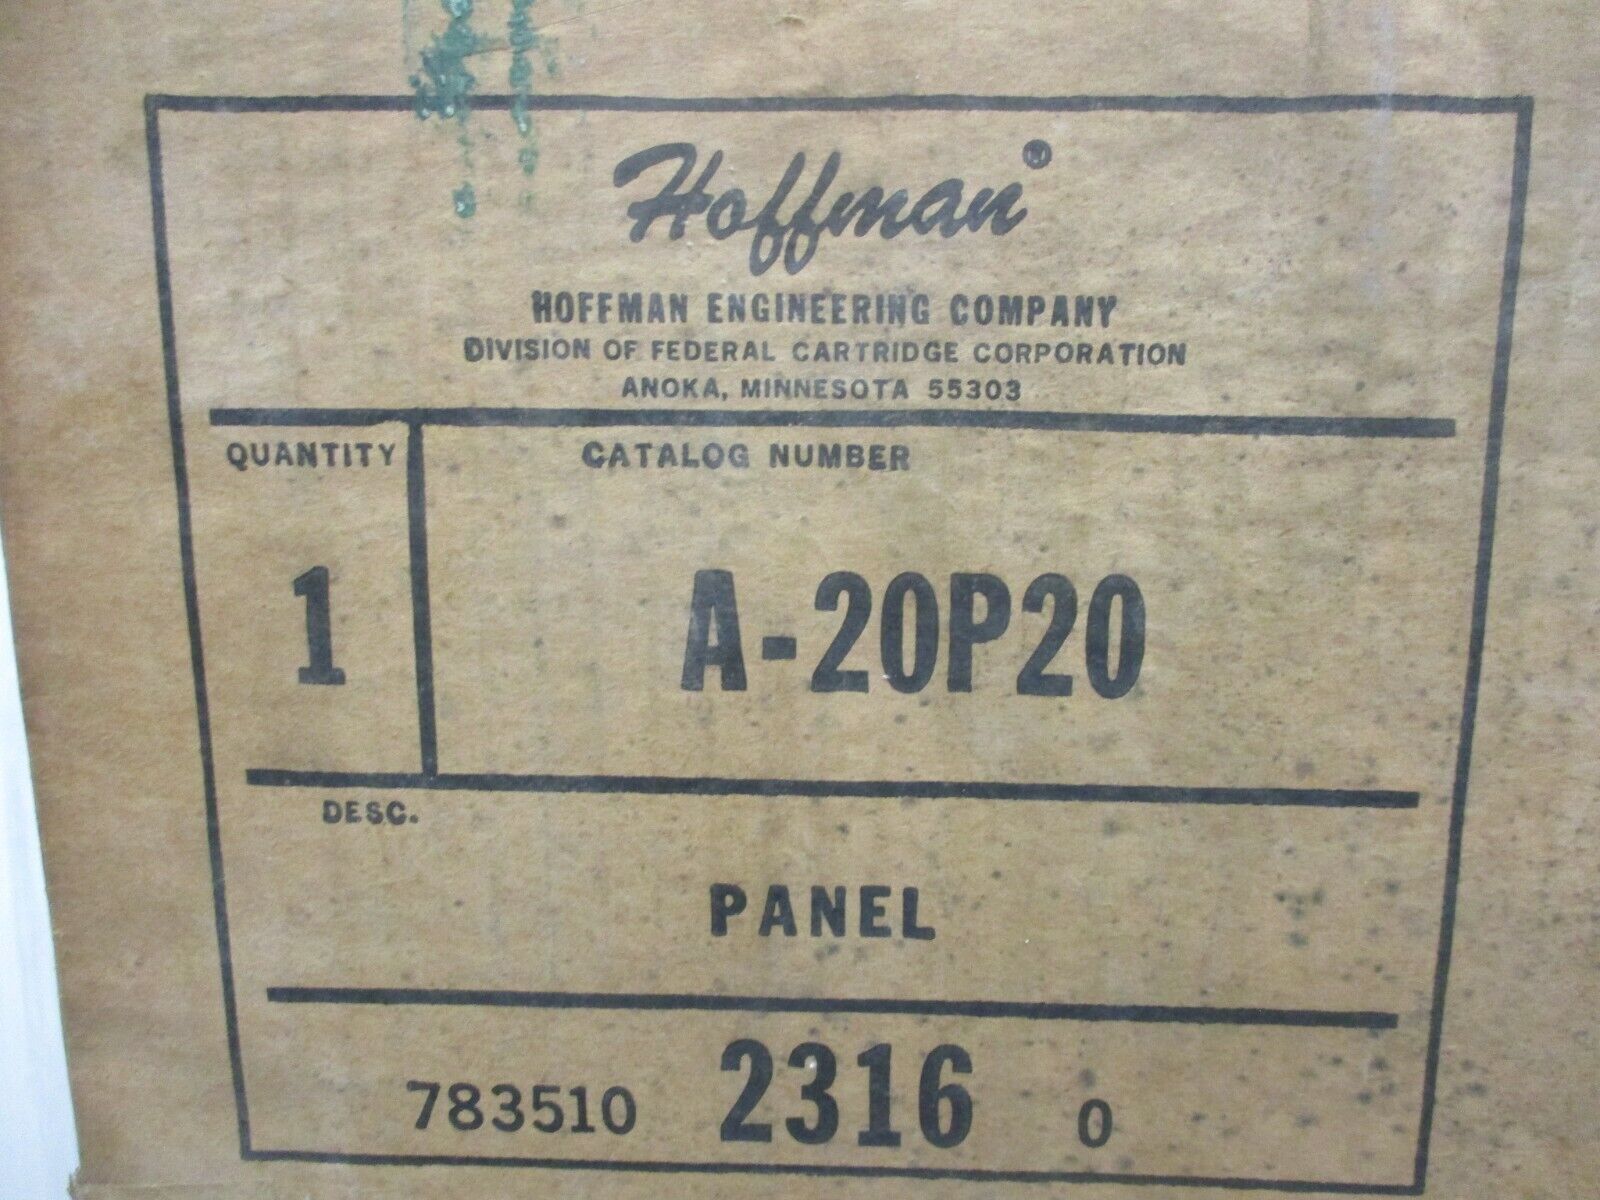 Hoffman®
HOFFMAN ENGINEERING COMPANY
DIVISION OF FEDERAL CARTRIDGE CORPORATION
ANOKA, MINNESOTA 55303
QUANTITY CATALOG NUMBER
1 A-20P20
DESC.
PANEL
783510 2316 0